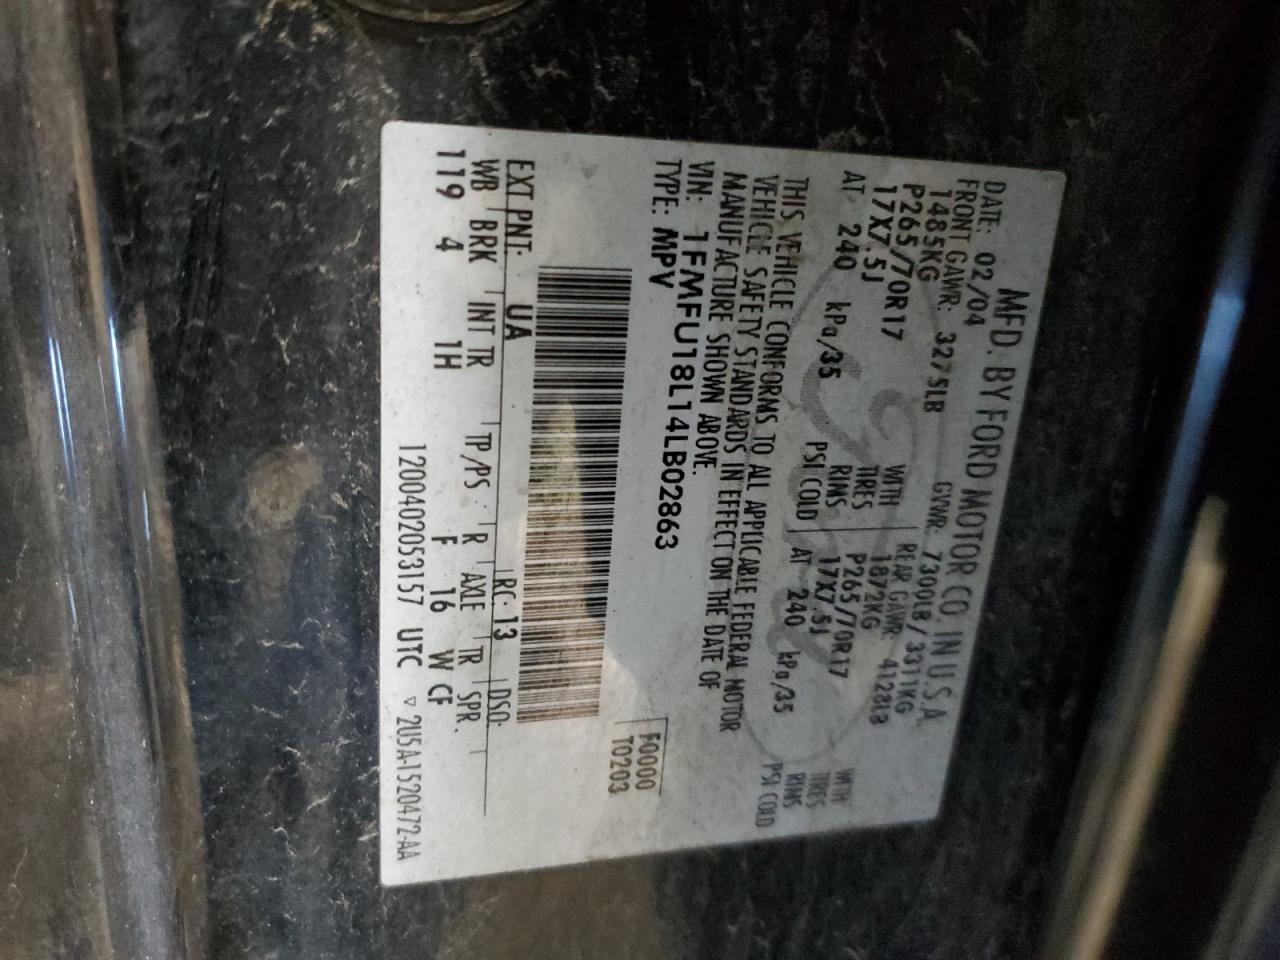 MFD. BY FORD MOTOR CO. IN U.S.A.
DATE: 02/04 GVWR: 7300LB/3311KG
FRONT GAWR: 3275LB REAR GAWR: 4128LB
1485KG WITH 1872KG WITH
P265/70R17 TIRES P265/70R17 TIRES
17X7.5J RIMS 17X7.5J RIMS
AT 240 kPa/35 PSI COLD AT 240 kPa/35 PSI COLD
THIS VEHICLE CONFORMS TO ALL APPLICABLE FEDERAL MOTOR
VEHICLE SAFETY STANDARDS IN EFFECT ON THE DATE OF
MANUFACTURE SHOWN ABOVE.
VIN: 1FMFU18L14LB02863
TYPE: MPV
F0000
T0203
EXT PNT: UA RC: 13 DSO:
WB BRK INT TR TP/PS R AXLE TR SPR
119 4 1H F 16 W CF
120040205 3157 UTC ▽ 2U5A-1520472-AA